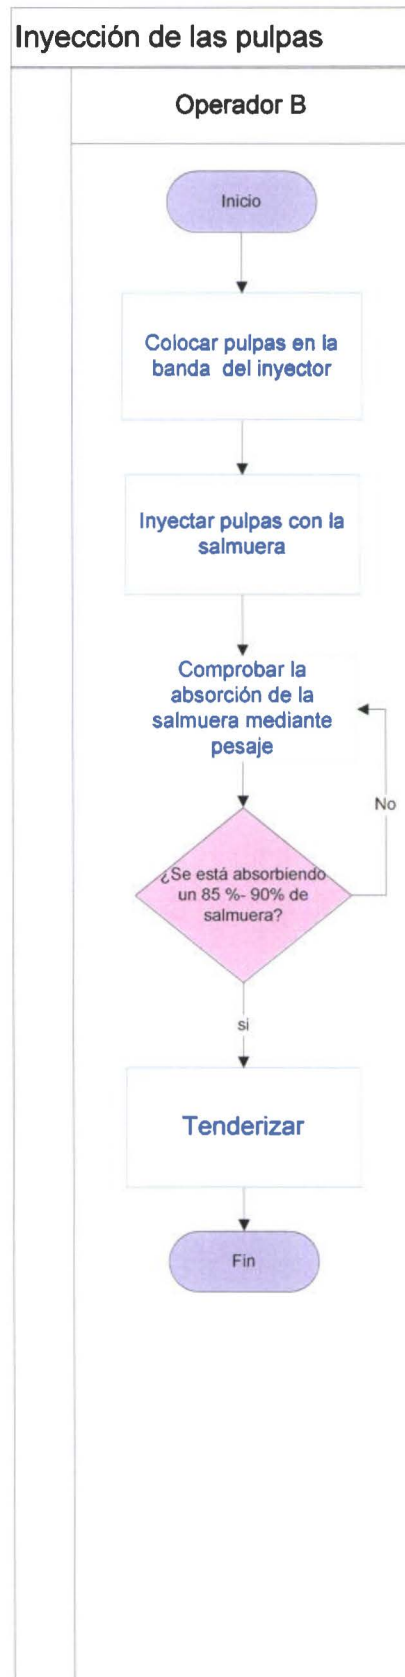 Inyección de las pulpas
Operador B
Inicio
Colocar pulpas en la
banda del inyector
Inyectar pulpas con la
salmuera
Comprobar la
absorción de la
salmuera mediante
pesaje
No
¿Se está absorbiendo
un 85 %- 90% de
salmuera?
si
Tenderizar
Fin